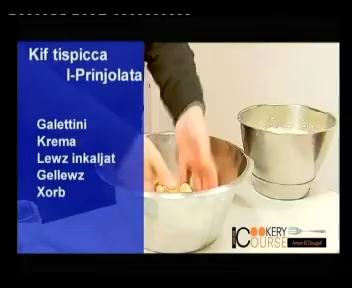 Kif tispicca
l-Prinjolata
Galettini
Krema
Lewz inkaljat
Gellewz
Xorb
COOKERY
COURSE